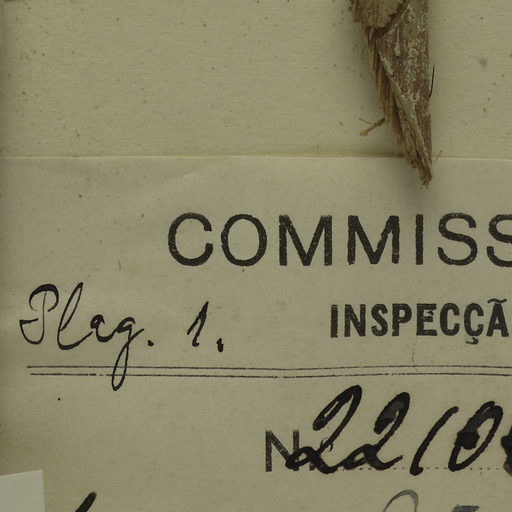 COMMISS
Plag. 1.
INSPECÇÃ
N. 2210